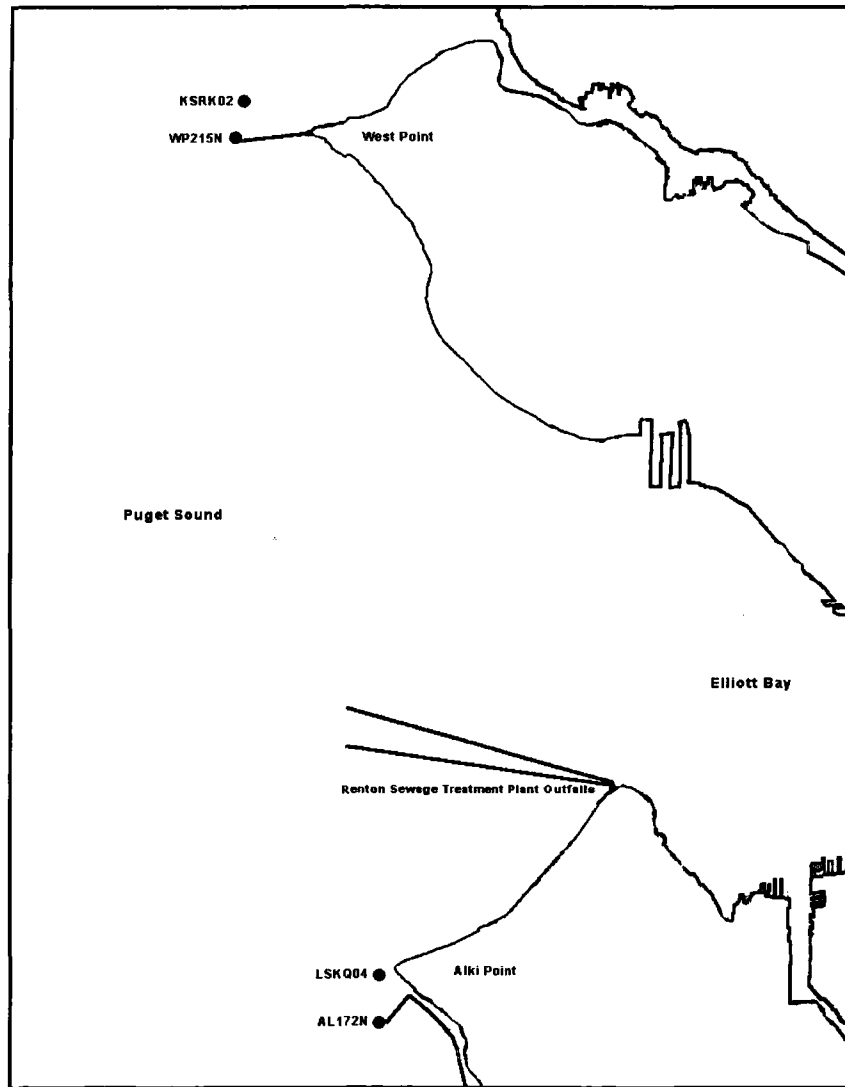 KSRK02
WP215N
West Point
Puget Sound
Elliott Bay
Renton Sewage Treatment Plant Outfalls
LSKQ04
Alki Point
AL172N